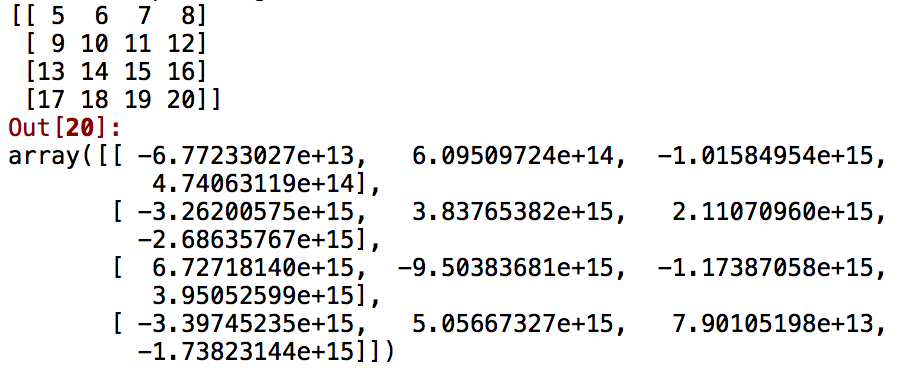 [[ 5  6  7  8]
 [ 9 10 11 12]
 [13 14 15 16]
 [17 18 19 20]]
Out[20]:
array([[ -6.77233027e+13,   6.09509724e+14,  -1.01584954e+15,
          4.74063119e+14],
       [ -3.26200575e+15,   3.83765382e+15,   2.11070960e+15,
         -2.68635767e+15],
       [  6.72718140e+15,  -9.50383681e+15,  -1.17387058e+15,
          3.95052599e+15],
       [ -3.39745235e+15,   5.05667327e+15,   7.90105198e+13,
         -1.73823144e+15]])